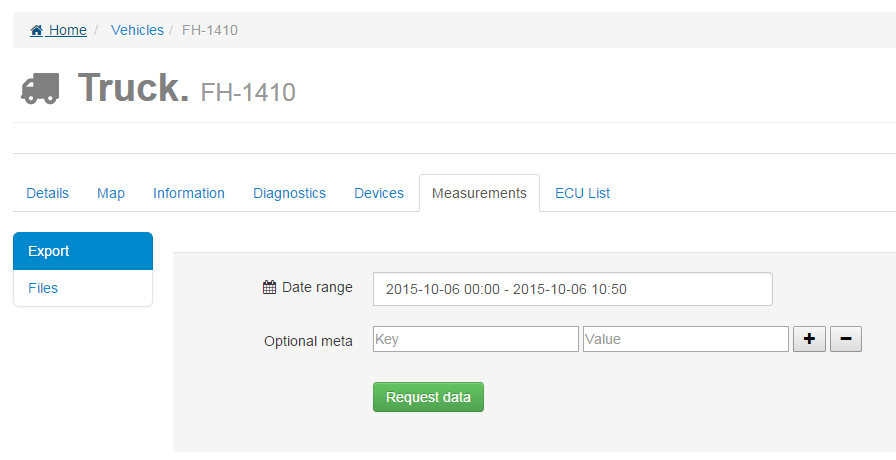 Home / Vehicles / FH-1410
Truck. FH-1410
Details Map Information Diagnostics Devices Measurements ECU List
Export
Files
Date range 2015-10-06 00:00 - 2015-10-06 10:50
Optional meta Key Value + −
Request data